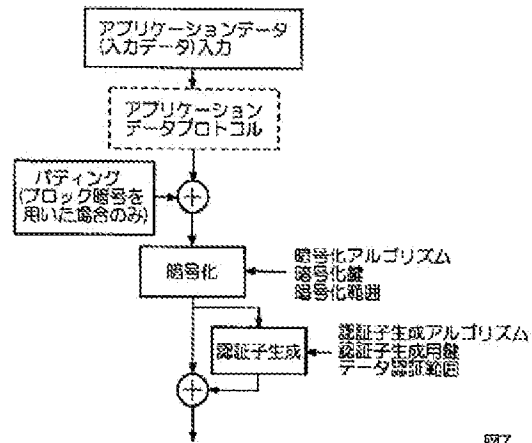 アプリケーションデータ
(入力データ)入力
アプリケーション
データプロトコル
パディング
(ブロック暗号を
用いた場合のみ)
暗号化
暗号化アルゴリズム
暗号化鍵
暗号化範囲
認証子生成
認証子生成アルゴリズム
認証子生成用鍵
データ認証範囲
図7